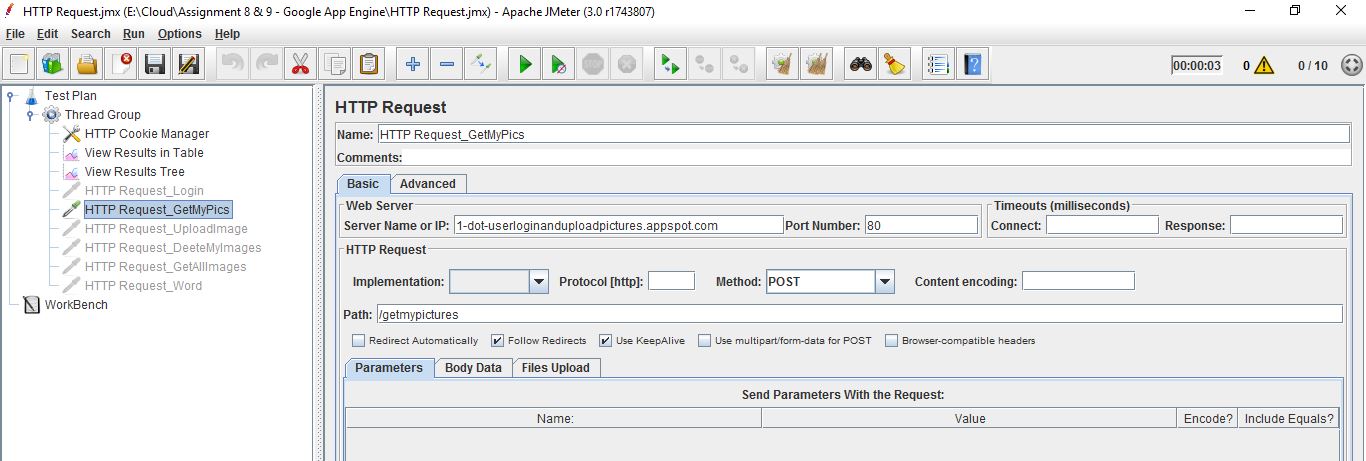 HTTP Request.jmx (E:\Cloud\Assignment 8 & 9 - Google App Engine\HTTP Request.jmx) - Apache JMeter (3.0 r1743807)
File Edit Search Run Options Help
00:00:03 0 0 / 10
Test Plan
Thread Group
HTTP Cookie Manager
View Results in Table
View Results Tree
HTTP Request_Login
HTTP Request_GetMyPics
HTTP Request_UploadImage
HTTP Request_DeeteMyImages
HTTP Request_GetAllImages
HTTP Request_Word
WorkBench
HTTP Request
Name: HTTP Request_GetMyPics
Comments:
Basic Advanced
Web Server Timeouts (milliseconds)
Server Name or IP: 1-dot-userloginanduploadpictures.appspot.com Port Number: 80 Connect: Response:
HTTP Request
Implementation: Protocol [http]: Method: POST Content encoding:
Path: /getmypictures
Redirect Automatically Follow Redirects Use KeepAlive Use multipart/form-data for POST Browser-compatible headers
Parameters Body Data Files Upload
Send Parameters With the Request:
Name: Value Encode? Include Equals?